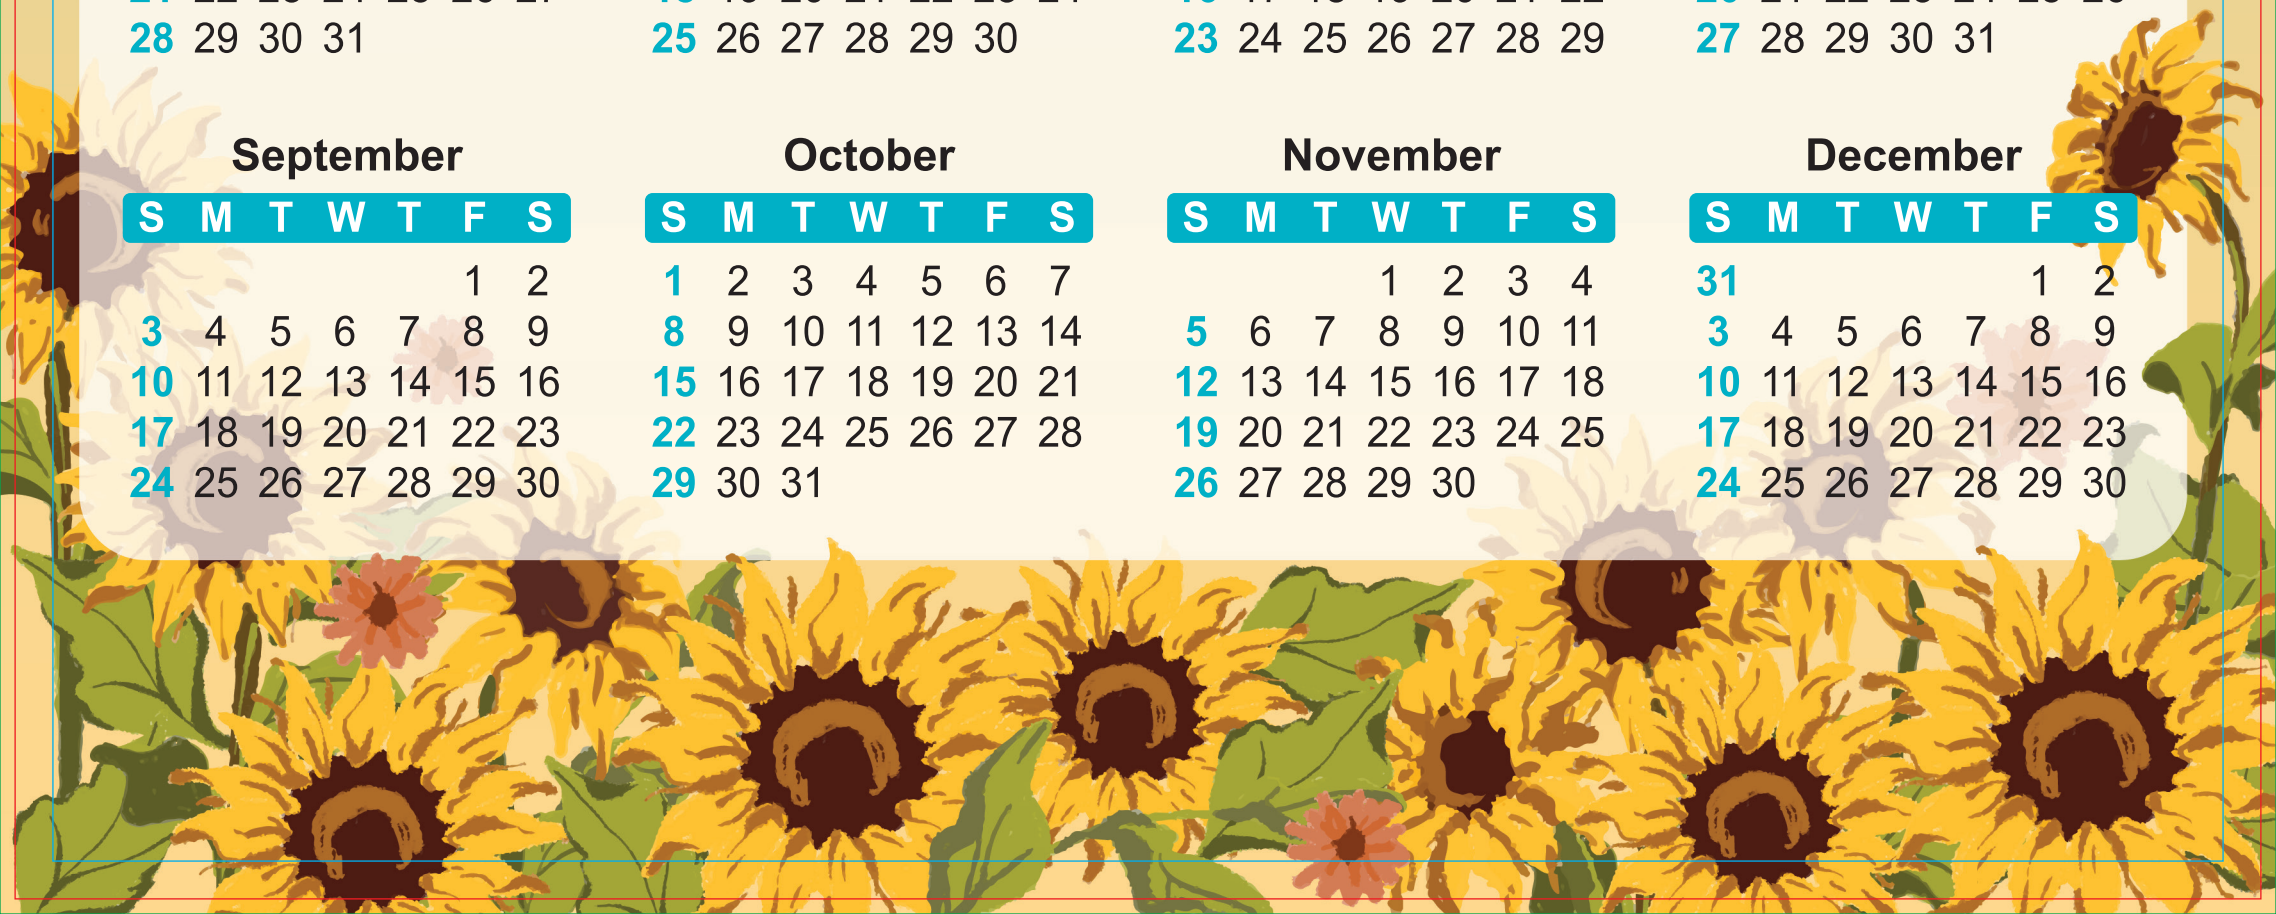 28 29 30 31
25 26 27 28 29 30
23 24 25 26 27 28 29
27 28 29 30 31
September
S M T W T F S
1 2
3 4 5 6 7 8 9
10 11 12 13 14 15 16
17 18 19 20 21 22 23
24 25 26 27 28 29 30
October
S M T W T F S
1 2 3 4 5 6 7
8 9 10 11 12 13 14
15 16 17 18 19 20 21
22 23 24 25 26 27 28
29 30 31
November
S M T W T F S
1 2 3 4
5 6 7 8 9 10 11
12 13 14 15 16 17 18
19 20 21 22 23 24 25
26 27 28 29 30
December
S M T W T F S
31 1 2
3 4 5 6 7 8 9
10 11 12 13 14 15 16
17 18 19 20 21 22 23
24 25 26 27 28 29 30